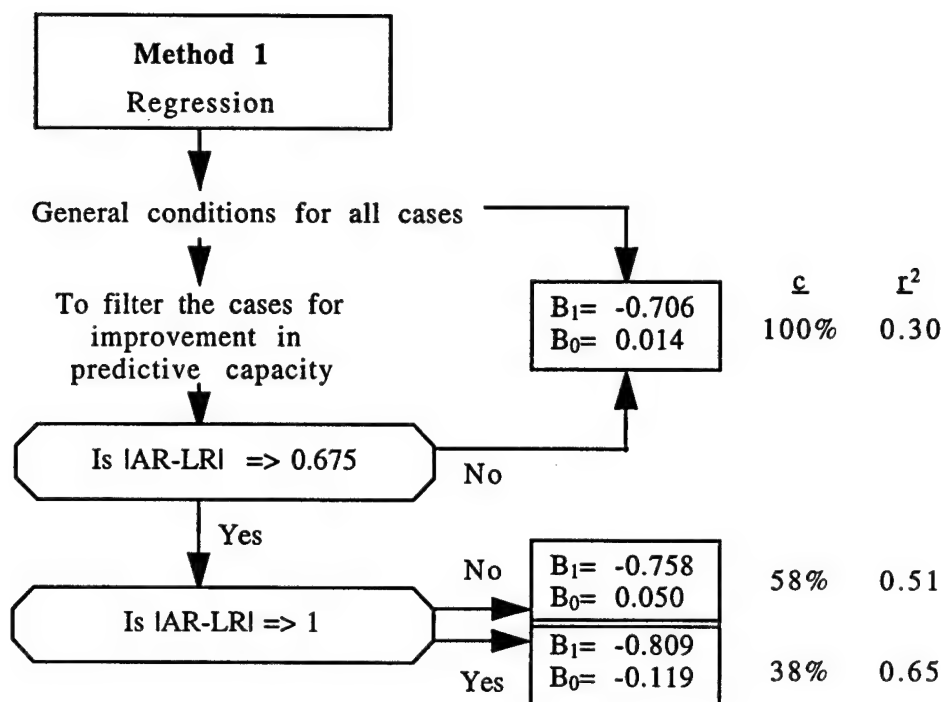 Method 1
Regression
General conditions for all cases
To filter the cases for
improvement in
predictive capacity
c r²
B₁= -0.706
B₀= 0.014
100% 0.30
Is |AR-LR| => 0.675
No
Yes
No
B₁= -0.758
B₀= 0.050
58% 0.51
Is |AR-LR| => 1
Yes
B₁= -0.809
B₀= -0.119
38% 0.65